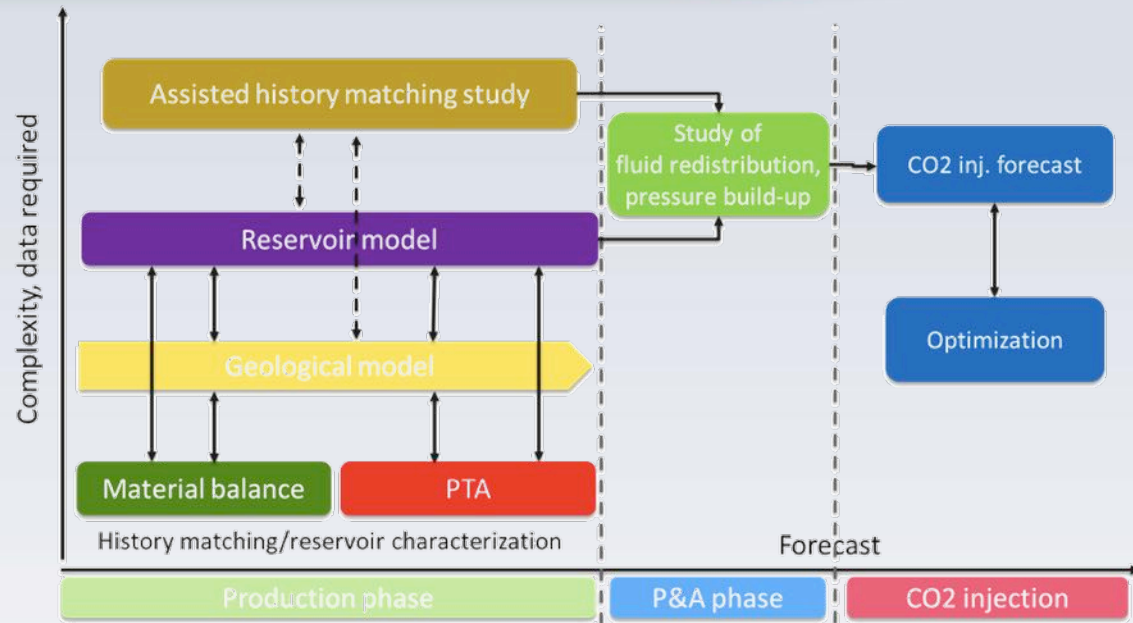 Complexity, data required
Assisted history matching study
Study of
fluid redistribution,
pressure build-up
CO2 inj. forecast
Reservoir model
Optimization
Geological model
Material balance
PTA
History matching/reservoir characterization
Forecast
Production phase
P&A phase
CO2 injection